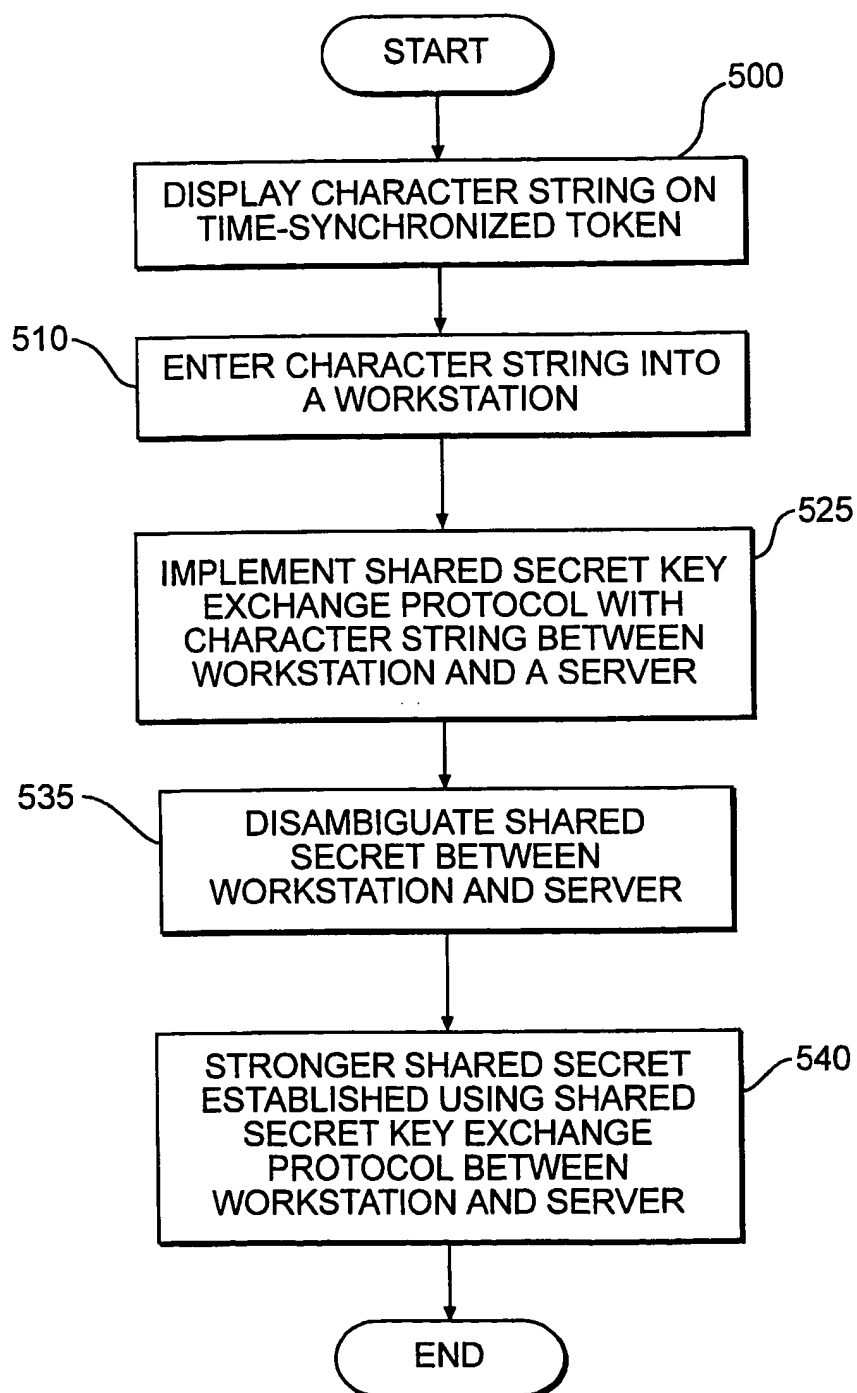 START
500
DISPLAY CHARACTER STRING ON
TIME-SYNCHRONIZED TOKEN
510
ENTER CHARACTER STRING INTO
A WORKSTATION
525
IMPLEMENT SHARED SECRET KEY
EXCHANGE PROTOCOL WITH
CHARACTER STRING BETWEEN
WORKSTATION AND A SERVER
535
DISAMBIGUATE SHARED
SECRET BETWEEN
WORKSTATION AND SERVER
540
STRONGER SHARED SECRET
ESTABLISHED USING SHARED
SECRET KEY EXCHANGE
PROTOCOL BETWEEN
WORKSTATION AND SERVER
END